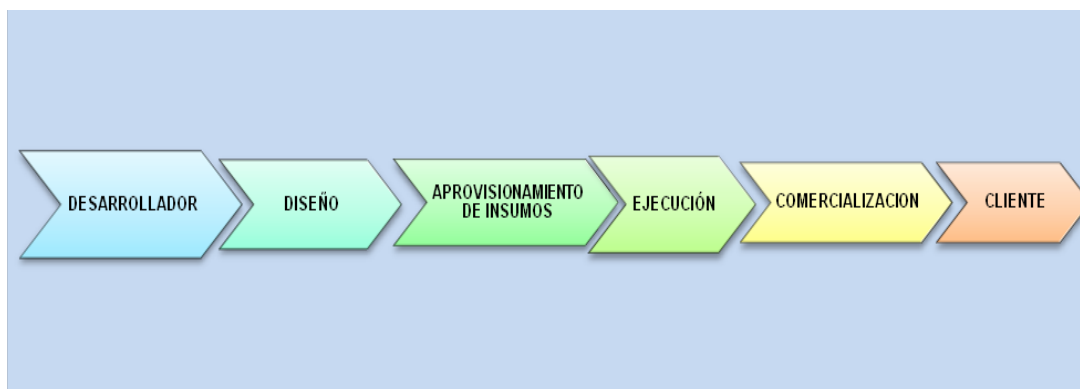 DESARROLLADOR
DISEÑO
APROVISIONAMIENTO
DE INSUMOS
EJECUCIÓN
COMERCIALIZACION
CLIENTE